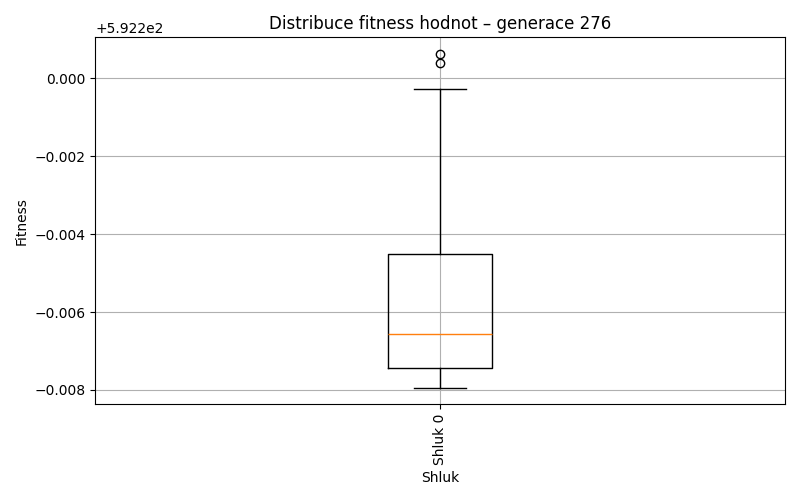 Distribuce fitness hodnot – generace 276
+5.922e2
0.000
−0.002
−0.004
−0.006
−0.008
Fitness
Shluk 0
Shluk